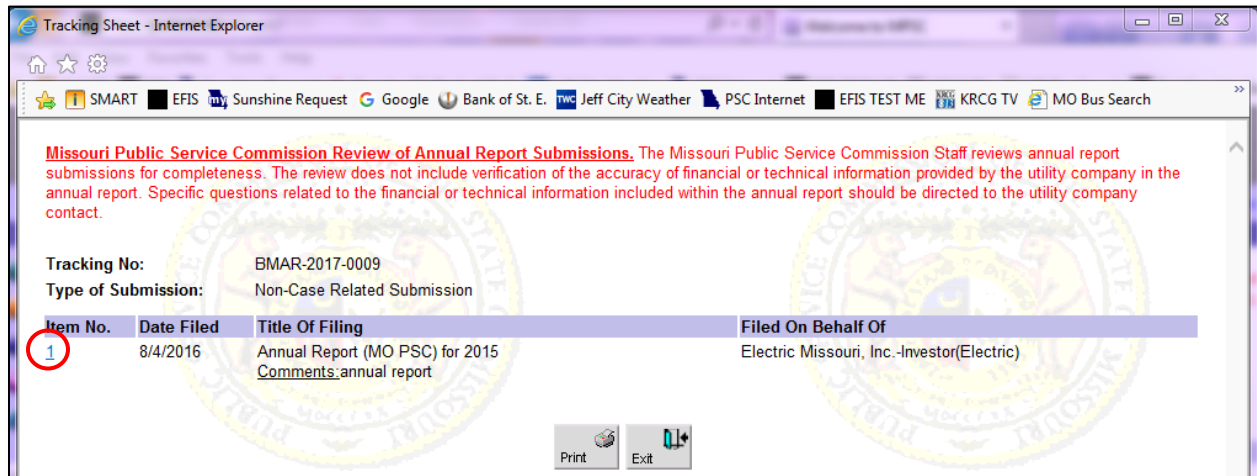 Tracking Sheet - Internet Explorer
SMART EFIS my Sunshine Request G Google Bank of St. E. TWC Jeff City Weather PSC Internet EFIS TEST ME KRCG TV MO Bus Search »
Missouri Public Service Commission Review of Annual Report Submissions. The Missouri Public Service Commission Staff reviews annual report
submissions for completeness. The review does not include verification of the accuracy of financial or technical information provided by the utility company in the
annual report. Specific questions related to the financial or technical information included within the annual report should be directed to the utility company
contact.
Tracking No: BMAR-2017-0009
Type of Submission: Non-Case Related Submission
Item No. Date Filed Title Of Filing Filed On Behalf Of
1 8/4/2016 Annual Report (MO PSC) for 2015 Electric Missouri, Inc.-Investor(Electric)
Comments:annual report
Print Exit